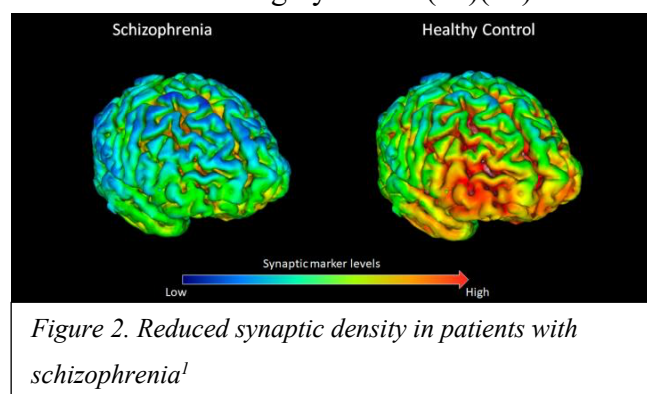 Schizophrenia Healthy Control
Synaptic marker levels
Low High
Figure 2. Reduced synaptic density in patients with
schizophrenia1